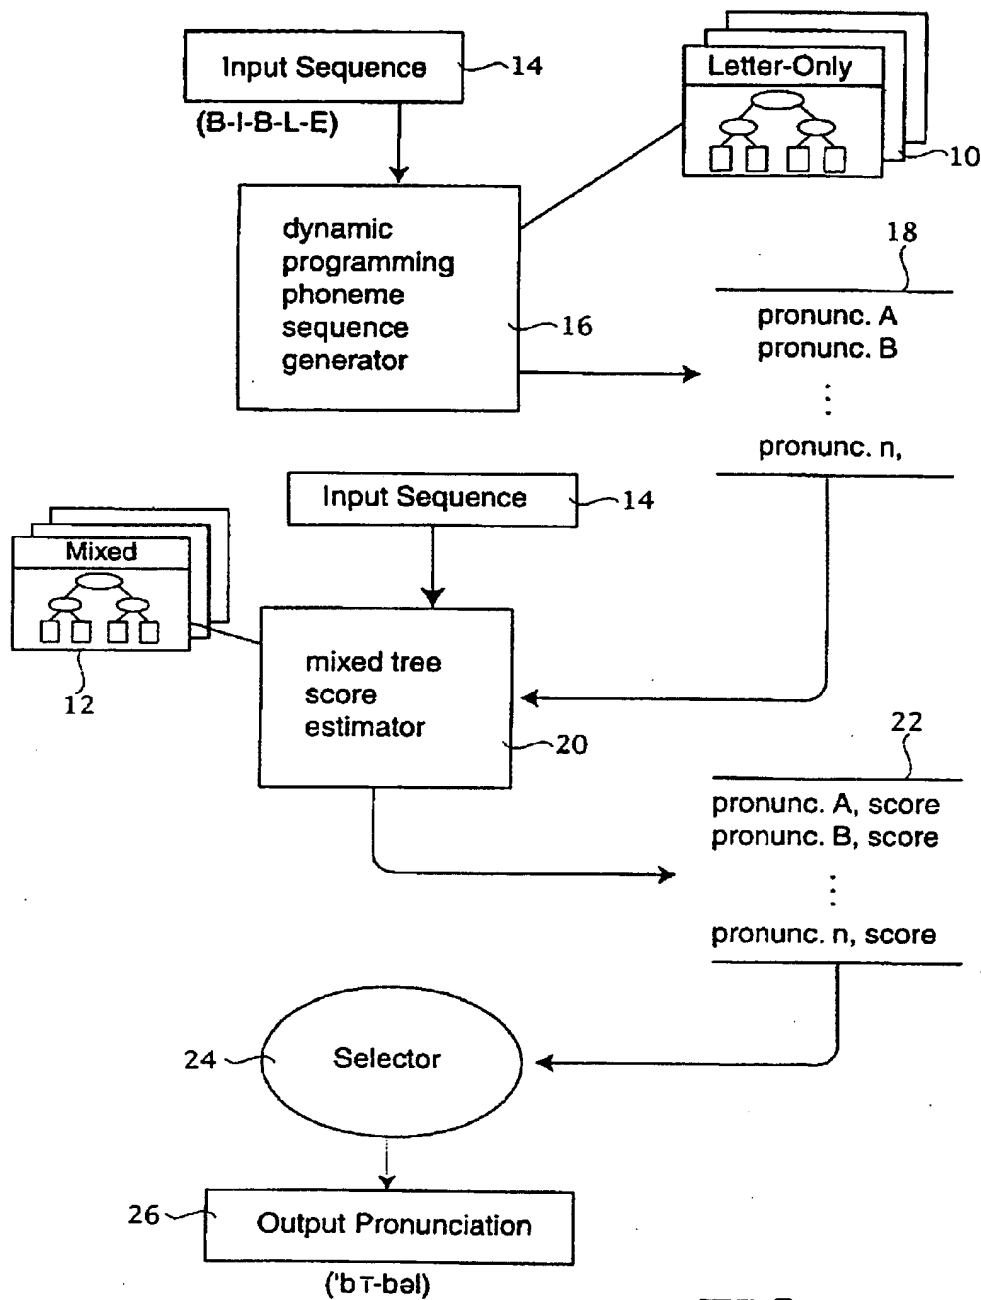 Input Sequence
14
(B-I-B-L-E)
Letter-Only
10
dynamic
programming
phoneme
sequence
generator
16
18
pronunc. A
pronunc. B
pronunc. n,
Input Sequence
14
Mixed
12
mixed tree
score
estimator
20
22
pronunc. A, score
pronunc. B, score
pronunc. n, score
24
Selector
26
Output Pronunciation
('bT-bəl)